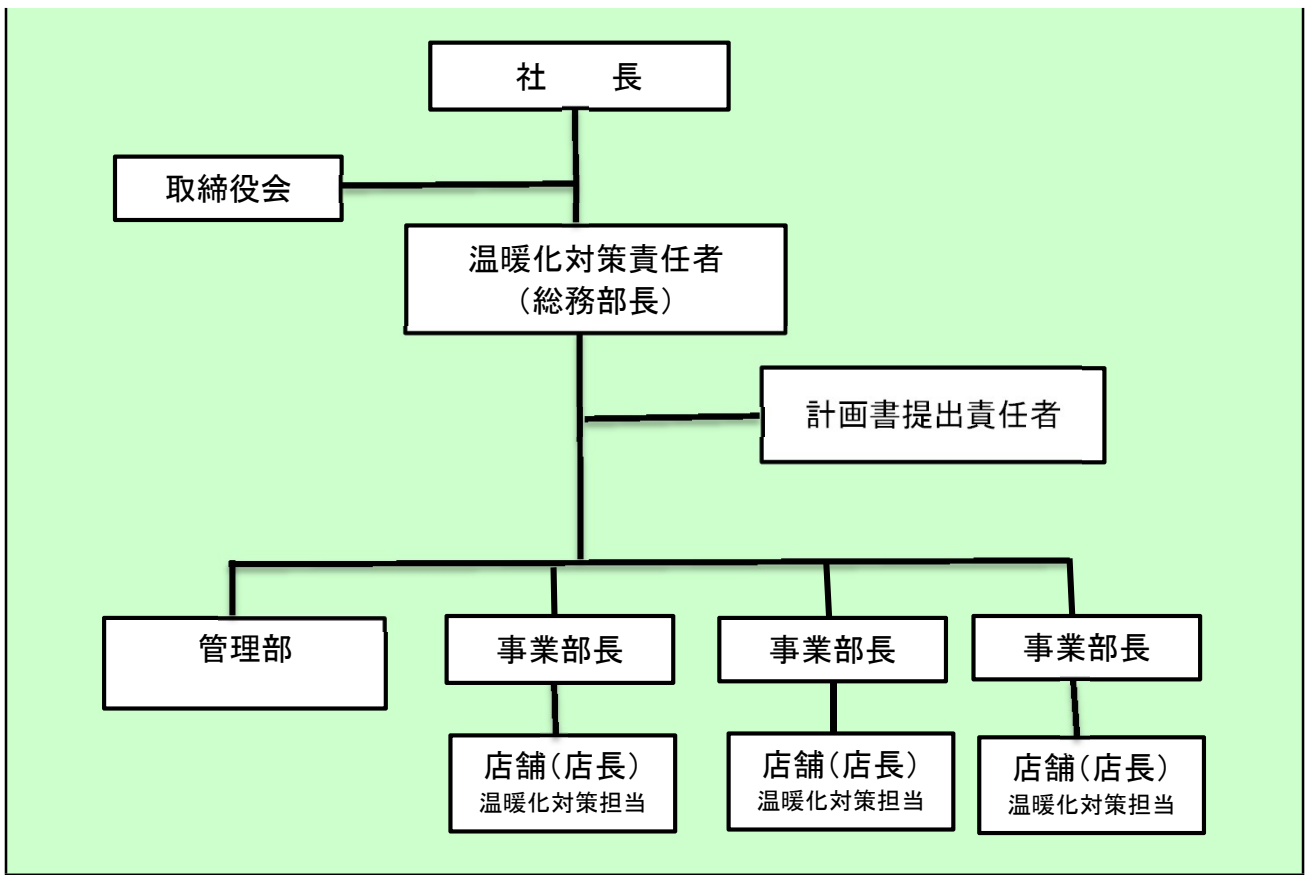 社　　長
取締役会
温暖化対策責任者
（総務部長）
計画書提出責任者
管理部
事業部長
事業部長
事業部長
店舗（店長）
温暖化対策担当
店舗（店長）
温暖化対策担当
店舗（店長）
温暖化対策担当